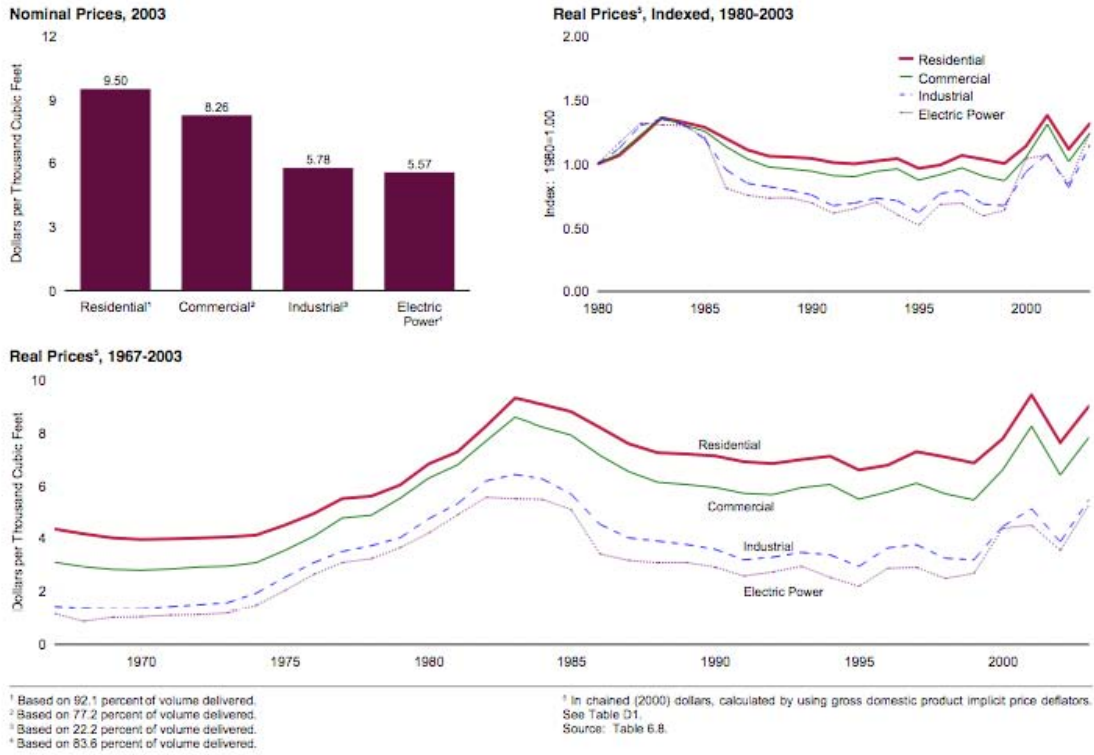 Nominal Prices, 2003
12
9
6
3
0
Dollars per Thousand Cubic Feet
9.50
8.26
5.78
5.57
Residential¹
Commercial²
Industrial³
Electric
Power⁴
Real Prices⁵, Indexed, 1980-2003
2.00
1.50
1.00
0.50
0.00
Index: 1980=1.00
Residential
Commercial
Industrial
Electric Power
1980 1985 1990 1995 2000
Real Prices⁵, 1967-2003
10
8
6
4
2
0
Dollars per Thousand Cubic Feet
Residential
Commercial
Industrial
Electric Power
1970 1975 1980 1985 1990 1995 2000
¹ Based on 92.1 percent of volume delivered.
² Based on 77.2 percent of volume delivered.
³ Based on 22.2 percent of volume delivered.
⁴ Based on 83.6 percent of volume delivered.
⁵ In chained (2000) dollars, calculated by using gross domestic product implicit price deflators.
See Table D1.
Source: Table 6.8.